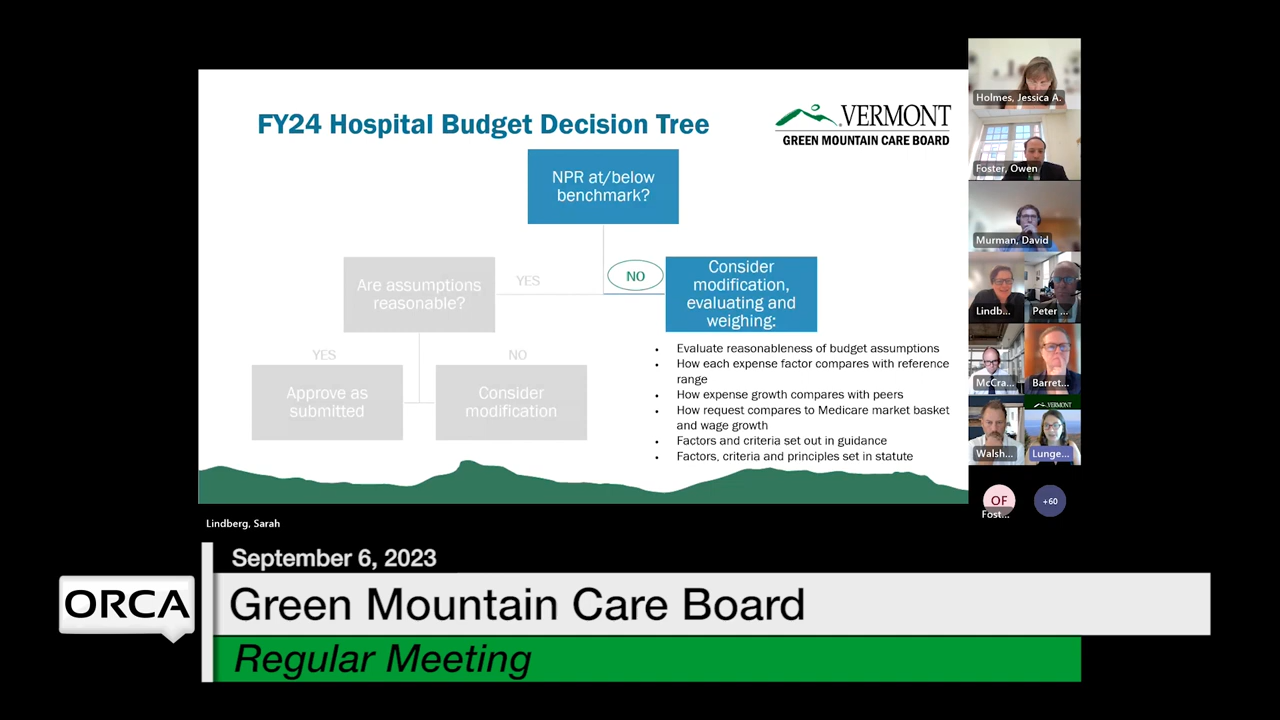 FY24 Hospital Budget Decision Tree
VERMONT
GREEN MOUNTAIN CARE BOARD
NPR at/below
benchmark?
Are assumptions
reasonable?
YES
NO
Consider
modification,
evaluating and
weighing:
YES
NO
Approve as
submitted
Consider
modification
• Evaluate reasonableness of budget assumptions
• How each expense factor compares with reference
range
• How expense growth compares with peers
• How request compares to Medicare market basket
and wage growth
• Factors and criteria set out in guidance
• Factors, criteria and principles set in statute
Holmes, Jessica A.
Foster, Owen
Murman, David
Lindb...
Peter ...
McCra...
Barret...
VERMONT
Walsh...
Lunge...
OF
Fost...
+60
Lindberg, Sarah
September 6, 2023
ORCA
Green Mountain Care Board
Regular Meeting